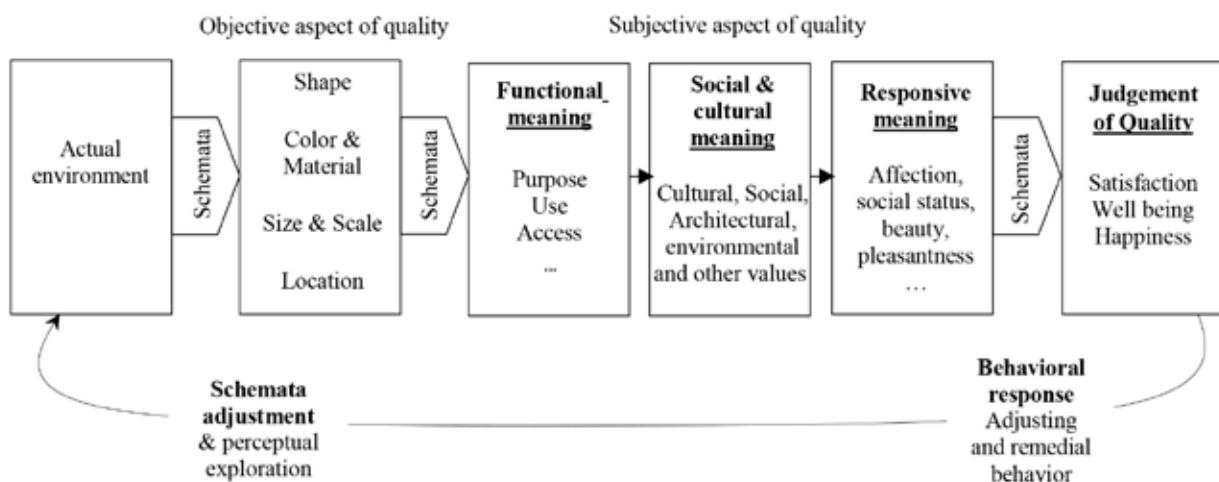 Objective aspect of quality
Subjective aspect of quality
Actual
environment
Schemata
Shape
Color &
Material
Size & Scale
Location
Schemata
Functional
meaning
Purpose
Use
Access
...
Social &
cultural
meaning
Cultural, Social,
Architectural,
environmental
and other values
Responsive
meaning
Affection,
social status,
beauty,
pleasantness
…
Schemata
Judgement
of Quality
Satisfaction
Well being
Happiness
Schemata
adjustment
& perceptual
exploration
Behavioral
response
Adjusting
and remedial
behavior